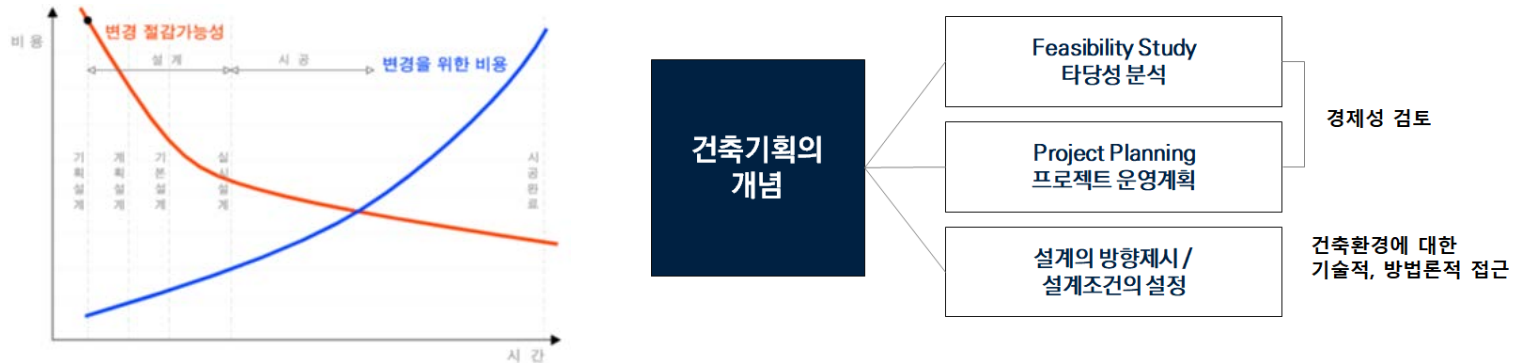 비용
변경 절감가능성
설계
시공
변경을 위한 비용
기획설계
계획설계
기본설계
실시설계
시공완료
시간
건축기획의
개념
Feasibility Study
타당성 분석
Project Planning
프로젝트 운영계획
설계의 방향제시 /
설계조건의 설정
경제성 검토
건축환경에 대한
기술적, 방법론적 접근